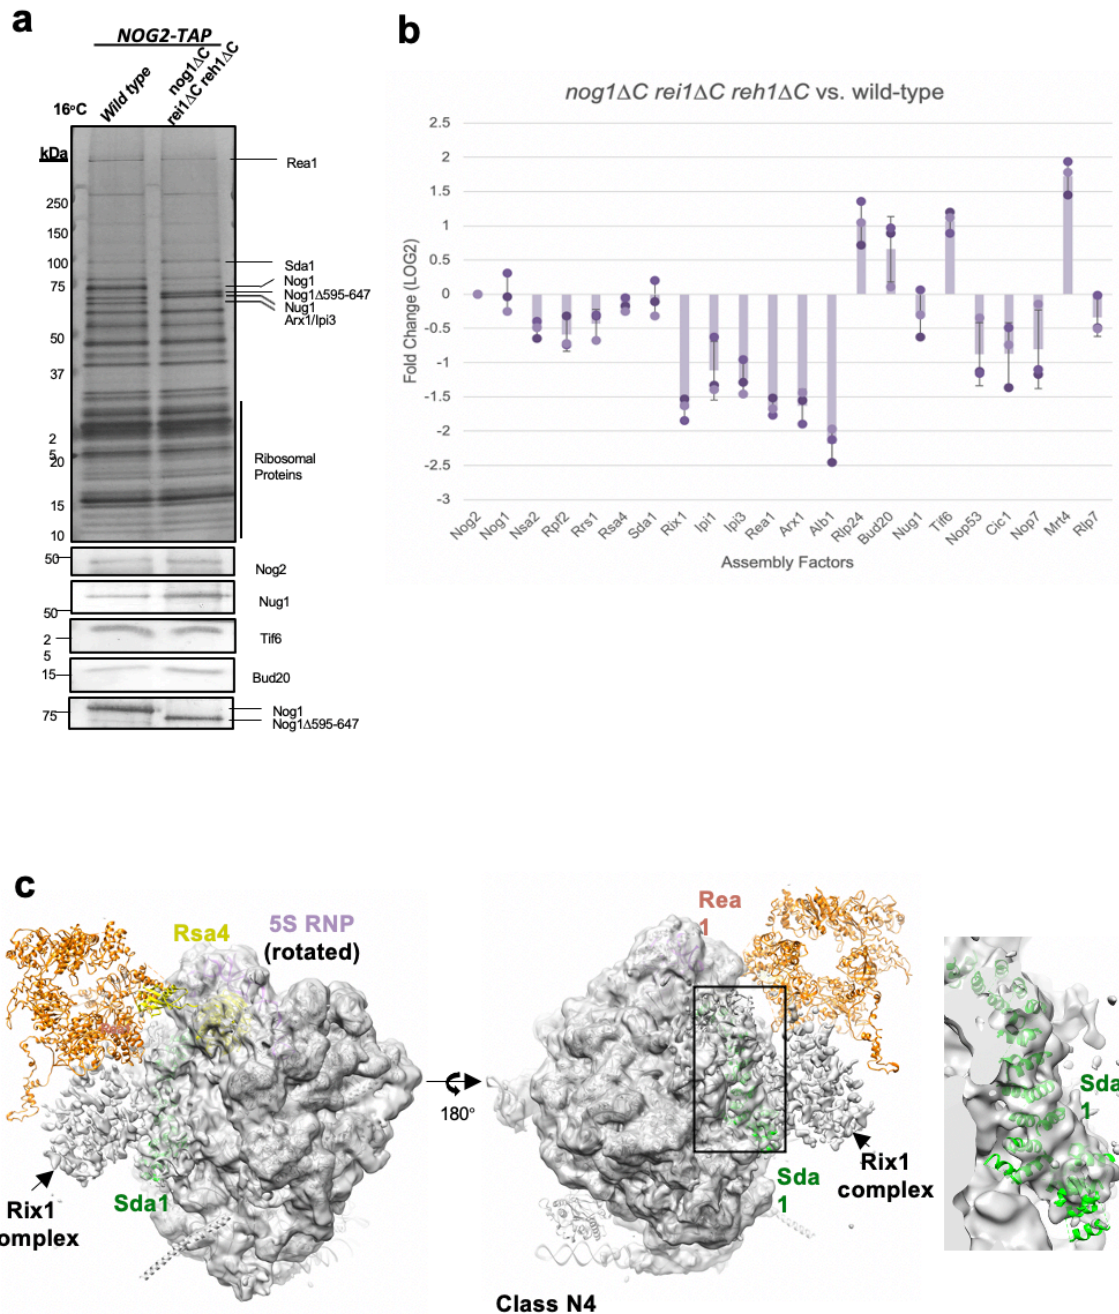 a
NOG2-TAP
Wild type
nog1ΔC
rei1ΔC reh1ΔC
16°C
kDa
250
150
100
75
50
37
2
5
20
15
10
Rea1
Sda1
Nog1
Nog1Δ595-647
Nug1
Arx1/Ipi3
Ribosomal
Proteins
50
Nog2
Nug1
50
Tif6
2
5
15
Bud20
75
Nog1
Nog1Δ595-647
b
nog1ΔC rei1ΔC reh1ΔC vs. wild-type
Fold Change (LOG2)
2.5
2
1.5
1
0.5
0
-0.5
-1
-1.5
-2
-2.5
-3
Nog2
Nog1
Nsa2
Rpf2
Rrs1
Rsa4
Sda1
Rix1
Ipi1
Ipi3
Rea1
Arx1
Alb1
Rlp24
Bud20
Nug1
Tif6
Nop53
Cic1
Nop7
Mrt4
Rlp7
Assembly Factors
c
Rsa4
5S RNP
(rotated)
Rix1
omplex
Sda1
180°
Rea
1
Sda
1
Rix1
complex
Sda
1
Class N4